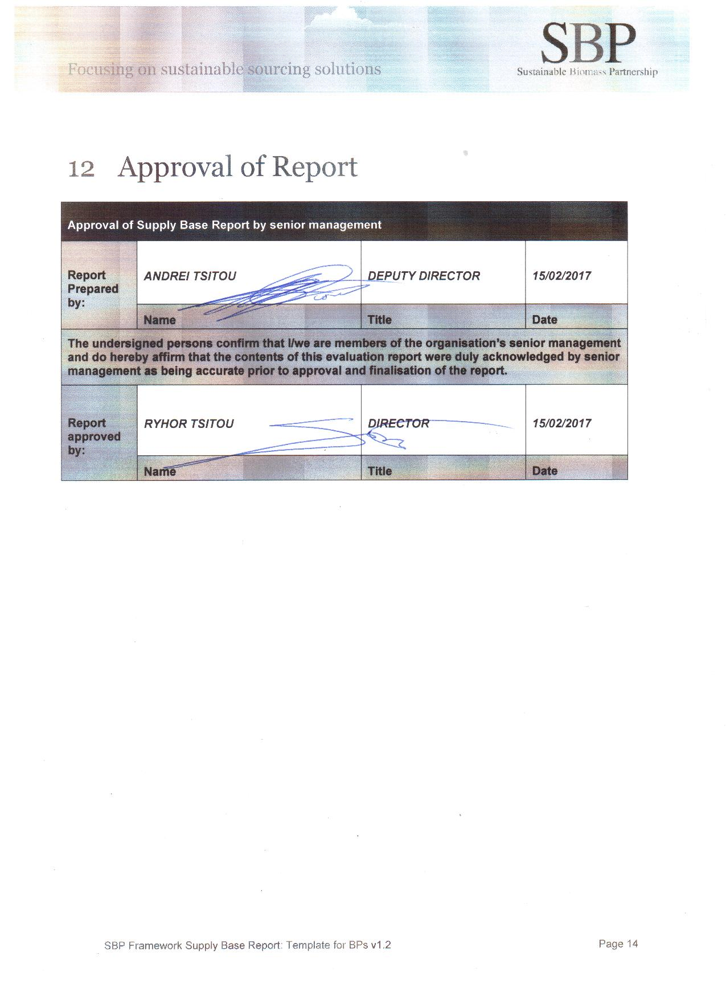 Focusing on sustainable sourcing solutions
SBP
Sustainable Biomass Partnership
12 Approval of Report
Approval of Supply Base Report by senior management
Report Prepared by:
ANDREI TSITOU
DEPUTY DIRECTOR
15/02/2017
Name
Title
Date
The undersigned persons confirm that I/we are members of the organisation's senior management
and do hereby affirm that the contents of this evaluation report were duly acknowledged by senior
management as being accurate prior to approval and finalisation of the report.
Report approved by:
RYHOR TSITOU
DIRECTOR
15/02/2017
Name
Title
Date
SBP Framework Supply Base Report: Template for BPs v1.2
Page 14